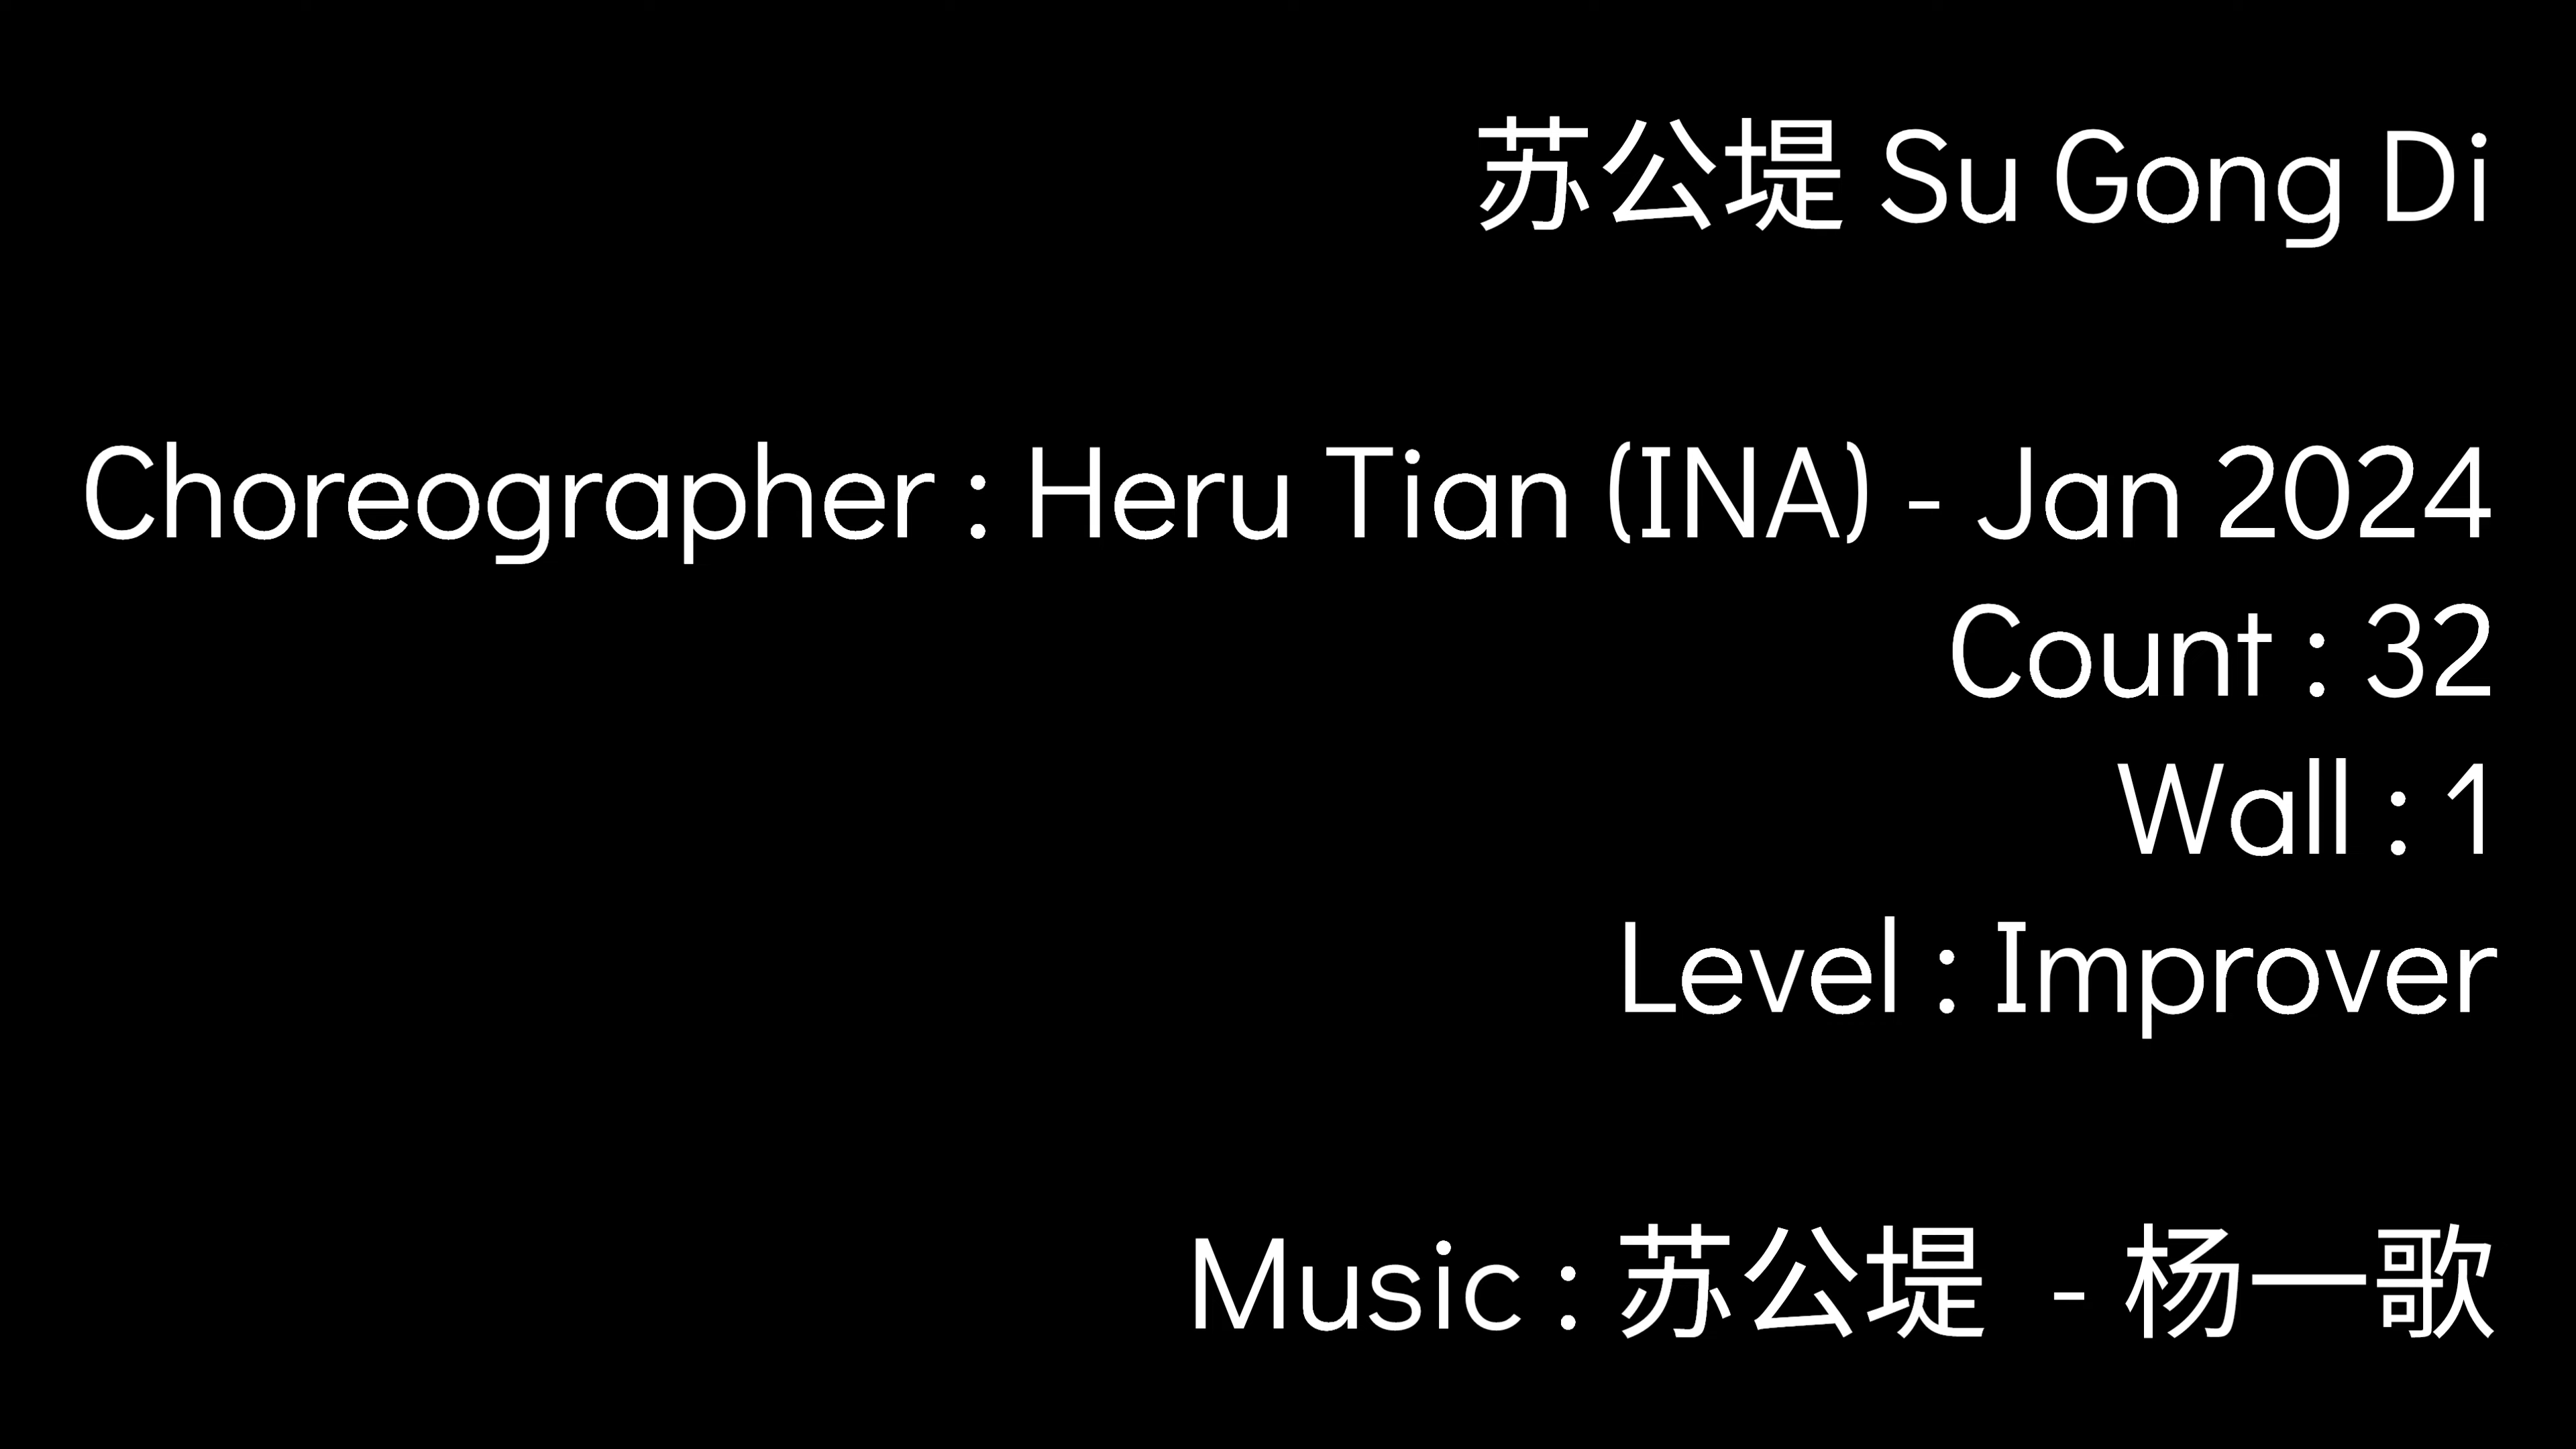 苏公堤 Su Gong Di
Choreographer : Heru Tian (INA) - Jan 2024
Count : 32
Wall : 1
Level : Improver
Music : 苏公堤 - 杨一歌